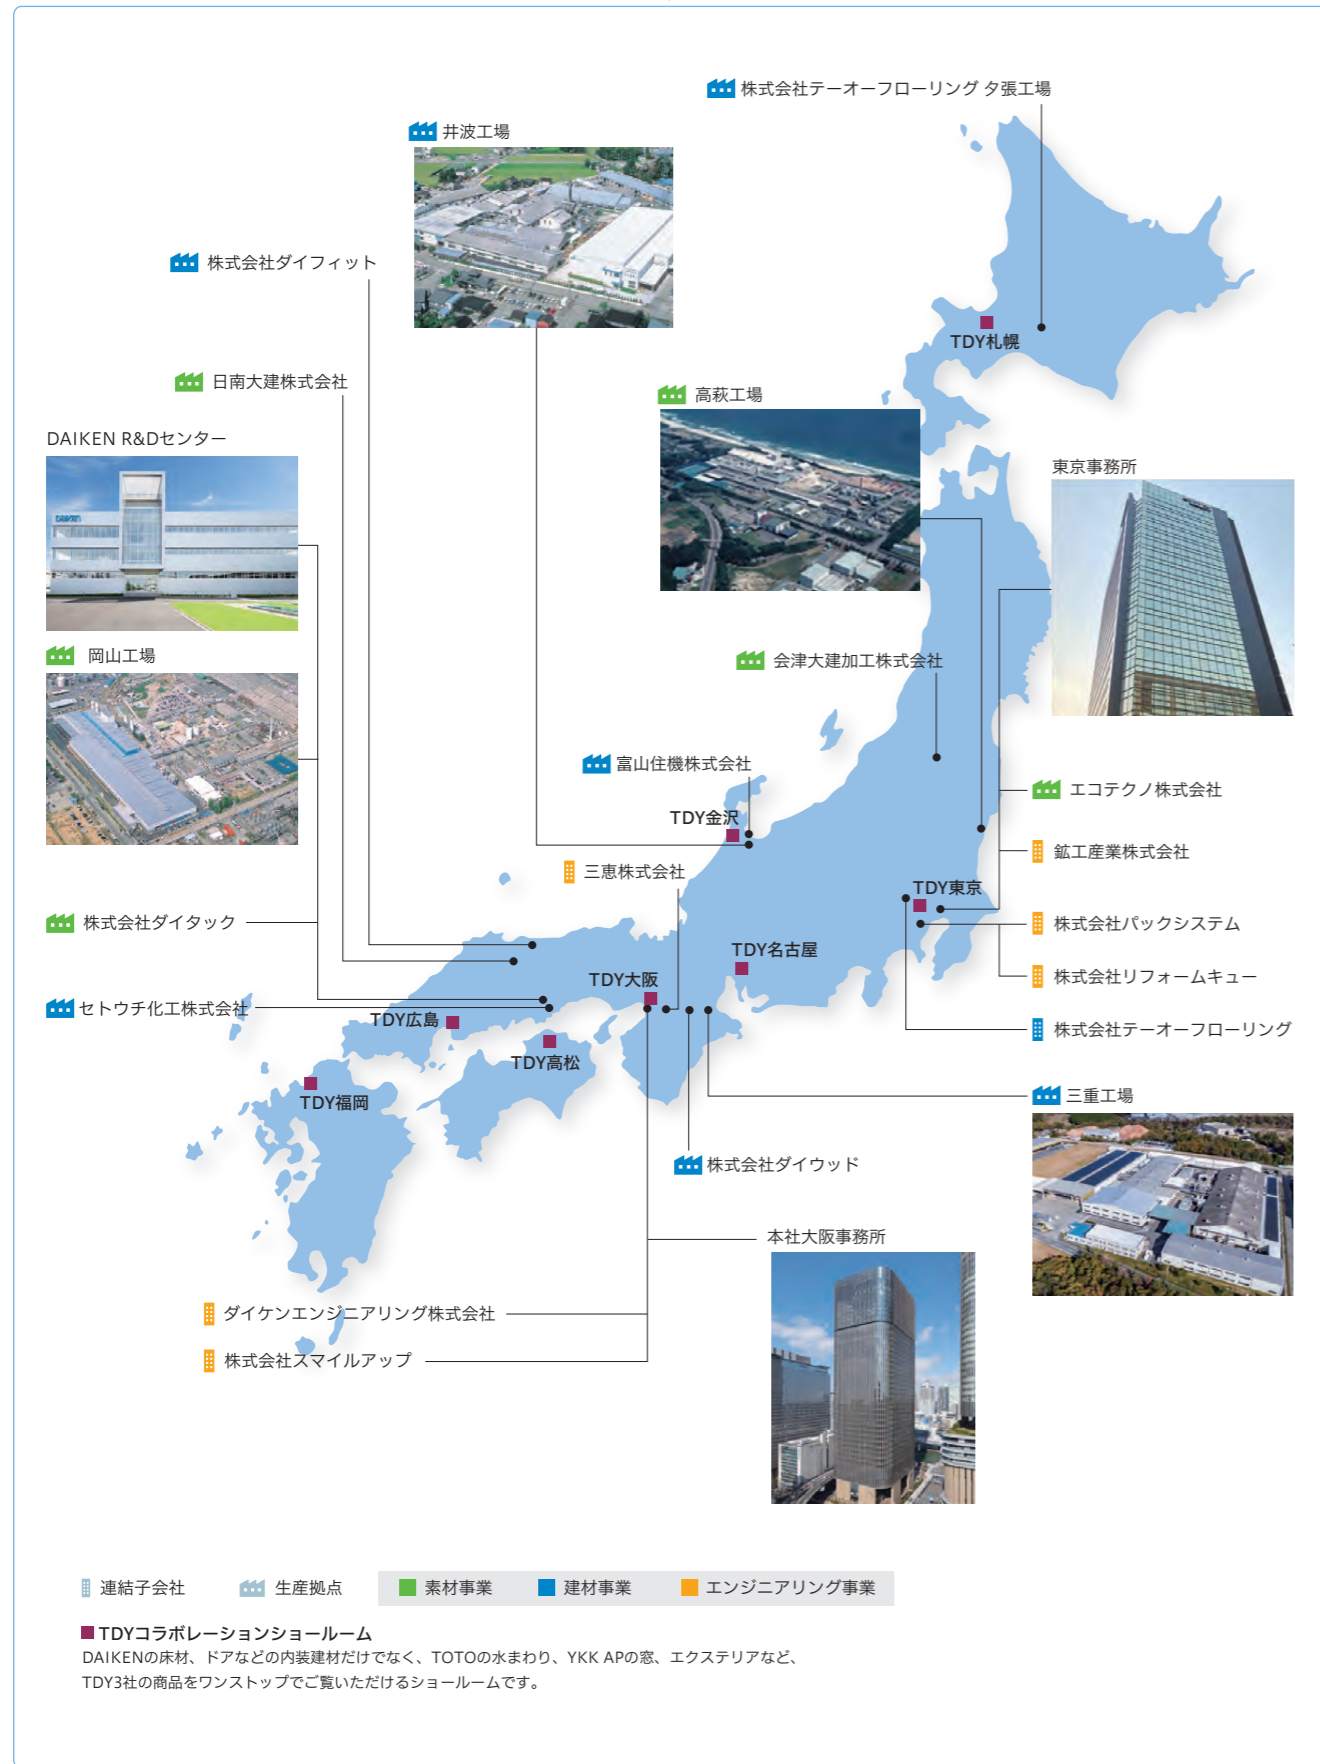 株式会社テーオーフローリング 夕張工場
井波工場
株式会社ダイフィット
TDY札幌
日南大建株式会社
高萩工場
DAIKEN R&Dセンター
DAIKEN
東京事務所
岡山工場
会津大建加工株式会社
富山住機株式会社
エコテクノ株式会社
TDY金沢
鉱工産業株式会社
三恵株式会社
TDY東京
株式会社ダイタック
株式会社パックシステム
TDY名古屋
TDY大阪
株式会社リフォームキュー
セトウチ化工株式会社
TDY広島
株式会社テーオーフローリング
TDY高松
TDY福岡
三重工場
株式会社ダイウッド
本社大阪事務所
ダイケンエンジニアリング株式会社
株式会社スマイルアップ
連結子会社 生産拠点 素材事業 建材事業 エンジニアリング事業
TDYコラボレーションショールーム
DAIKENの床材、ドアなどの内装建材だけでなく、TOTOの水まわり、YKK APの窓、エクステリアなど、
TDY3社の商品をワンストップでご覧いただけるショールームです。